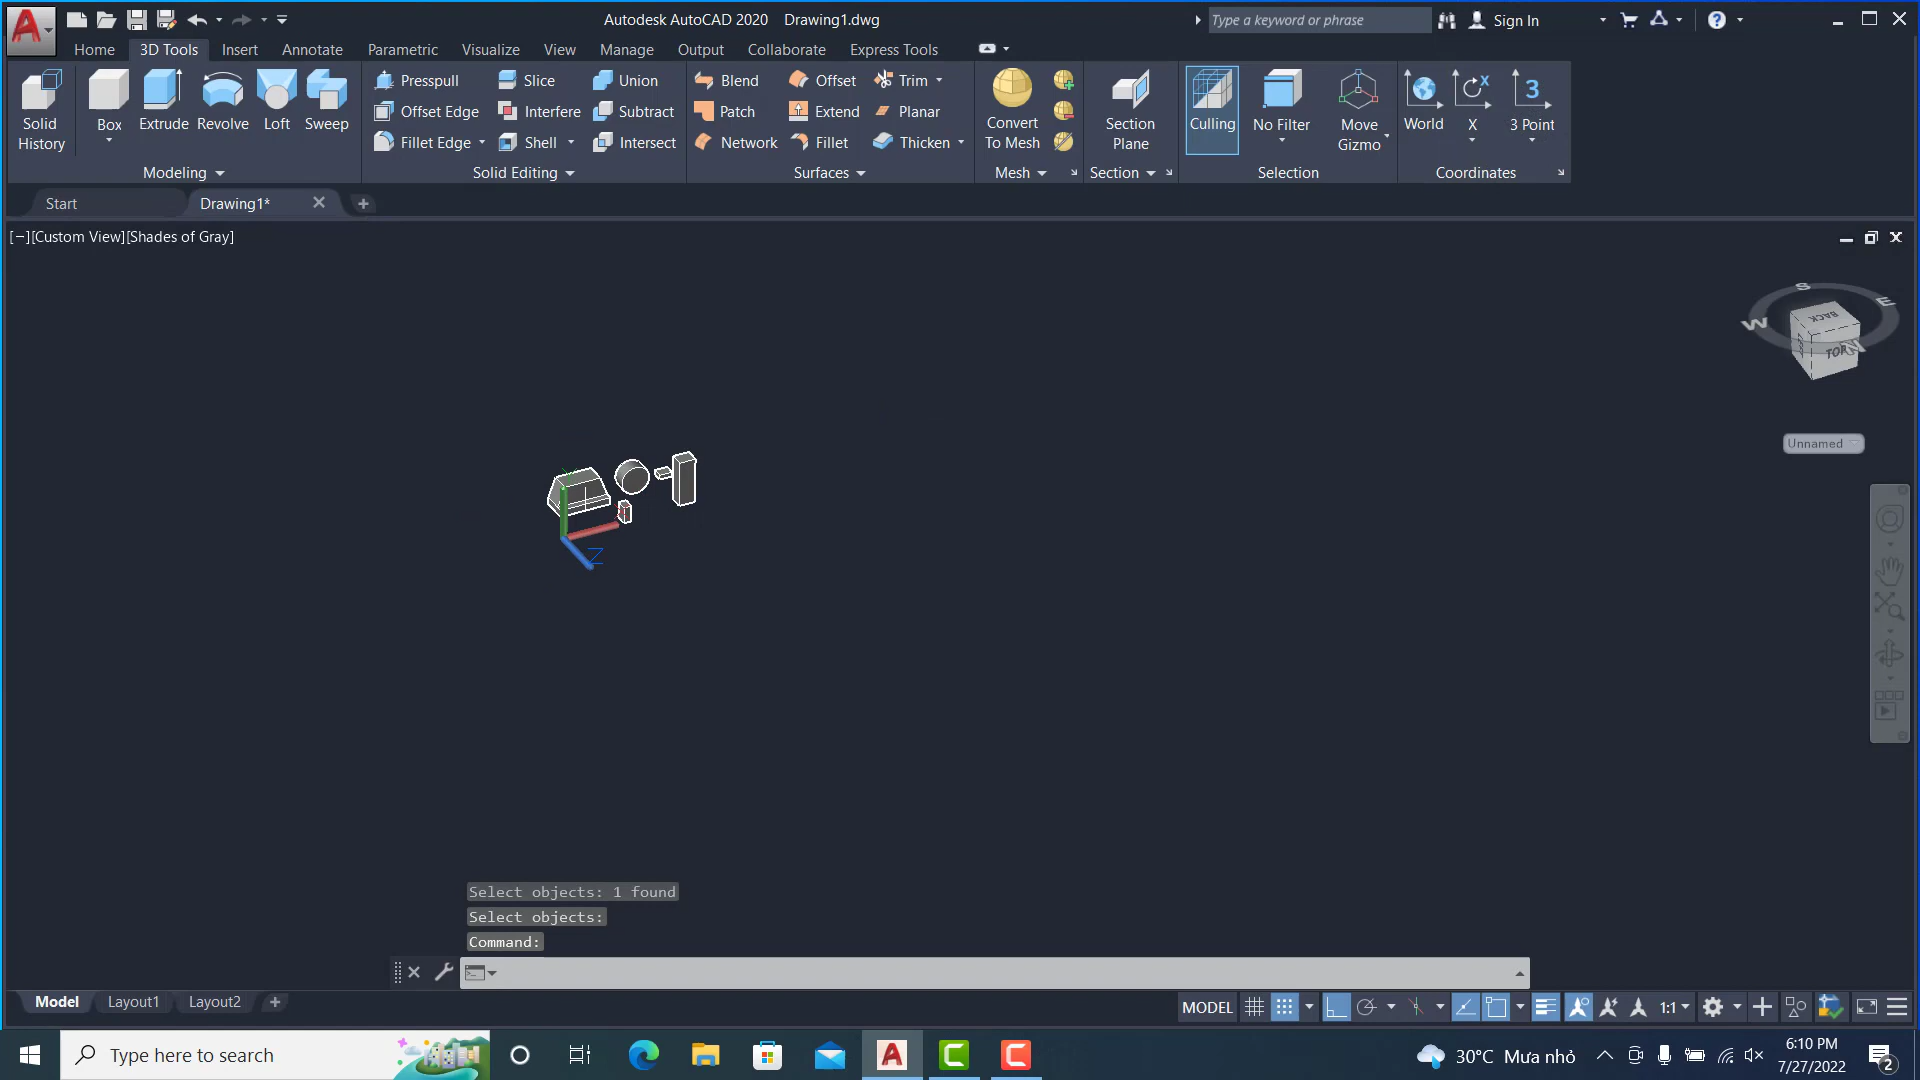 Autodesk AutoCAD 2020 Drawing1.dwg
Type a keyword or phrase
Sign In
Home 3D Tools Insert Annotate Parametric Visualize View Manage Output Collaborate Express Tools
Solid History
Box
Extrude
Revolve
Loft
Sweep
Modeling
Presspull
Slice
Union
Offset Edge
Interfere
Subtract
Fillet Edge
Shell
Intersect
Solid Editing
Blend
Offset
Trim
Patch
Extend
Planar
Network
Fillet
Thicken
Surfaces
Convert To Mesh
Mesh
Section Plane
Section
Culling
No Filter
Move Gizmo
Selection
World
X
3 Point
Coordinates
Start
Drawing1*
[−][Custom View][Shades of Gray]
S
E
W
N
BACK
TOP
Unnamed
Z
Select objects: 1 found
Select objects:
Command:
Model
Layout1
Layout2
MODEL
1:1
Type here to search
30°C Mưa nhỏ
6:10 PM
7/27/2022
2